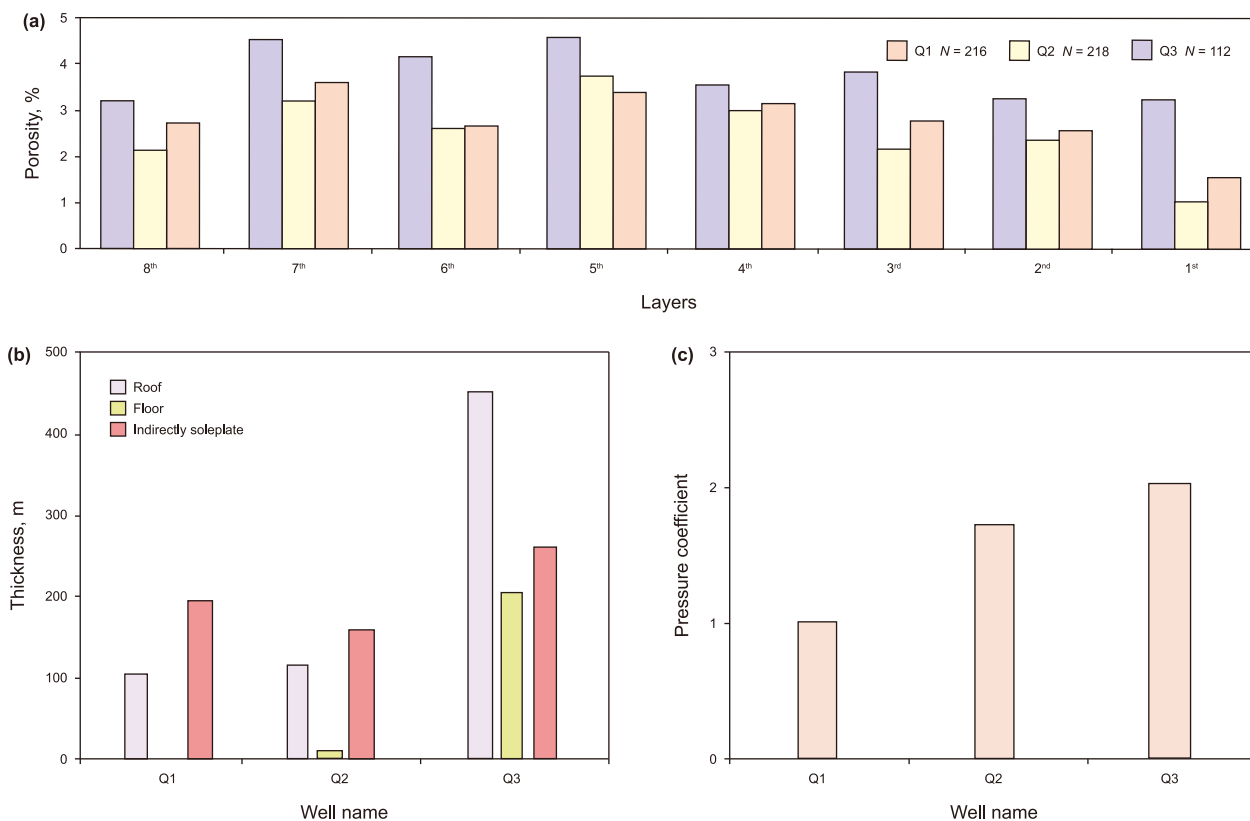 (a)
5
4
3
2
1
0
Porosity, %
Q1 N = 216 Q2 N = 218 Q3 N = 112
8th 7th 6th 5th 4th 3rd 2nd 1st
Layers
(b)
500
400
300
200
100
0
Thickness, m
Roof
Floor
Indirectly soleplate
Q1 Q2 Q3
Well name
(c)
3
2
1
0
Pressure coefficient
Q1 Q2 Q3
Well name